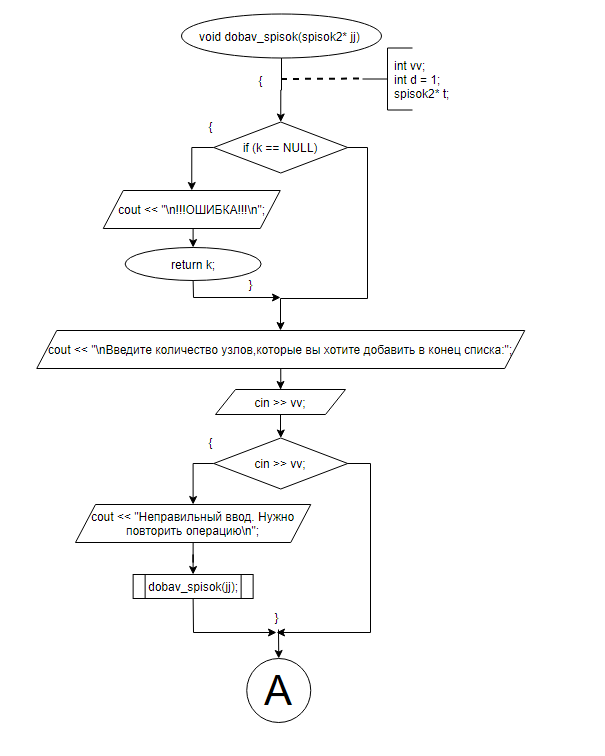 void dobav_spisok(spisok2* jj)
int vv;
int d = 1;
spisok2* t;
{
{
if (k == NULL)
cout << "\n!!!ОШИБКА!!!\n";
return k;
}
cout << "\nВведите количество узлов,которые вы хотите добавить в конец списка:";
cin >> vv;
{
cin >> vv;
cout << "Неправильный ввод. Нужно
повторить операцию\n";
dobav_spisok(jj);
}
A